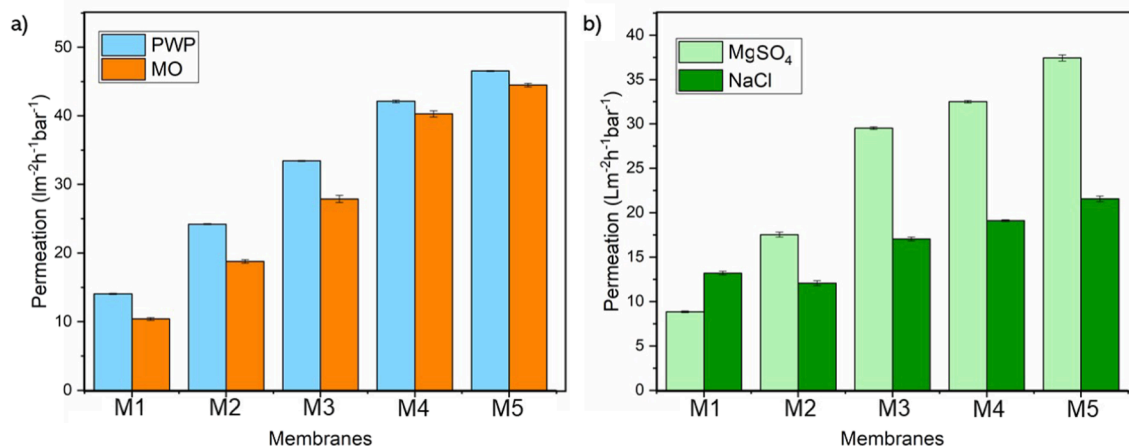 a)
PWP
MO
50
40
30
20
10
0
Permeation (lm⁻²h⁻¹bar⁻¹)
M1 M2 M3 M4 M5
Membranes
b)
MgSO₄
NaCl
40
35
30
25
20
15
10
5
0
Permeation (Lm⁻²h⁻¹bar⁻¹)
M1 M2 M3 M4 M5
Membranes